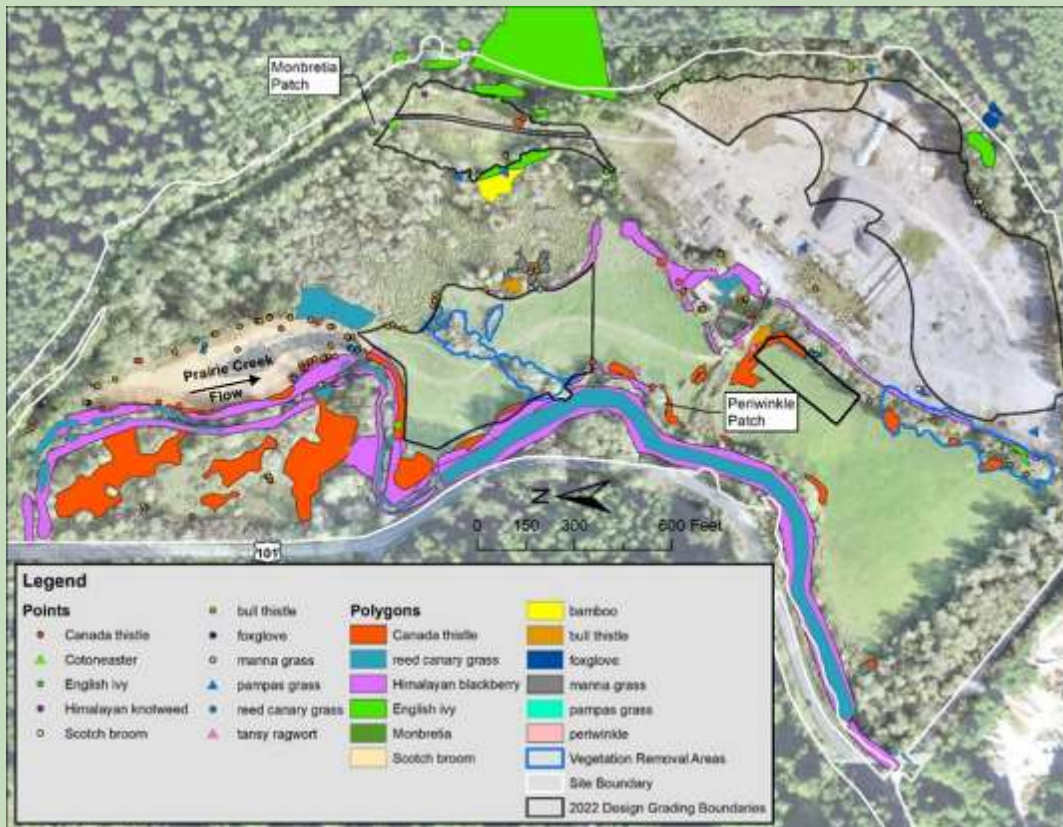 Monbretia
Patch
Prairie Creek
Flow
Periwinkle
Patch
N
0 150 300 600 Feet
101
Legend
Points
Canada thistle
Cotoneaster
English ivy
Himalayan knotweed
Scotch broom
bull thistle
foxglove
manna grass
pampas grass
reed canary grass
tansy ragwort
Polygons
Canada thistle
reed canary grass
Himalayan blackberry
English ivy
Monbretia
Scotch broom
bamboo
bull thistle
foxglove
manna grass
pampas grass
periwinkle
Vegetation Removal Areas
Site Boundary
2022 Design Grading Boundaries